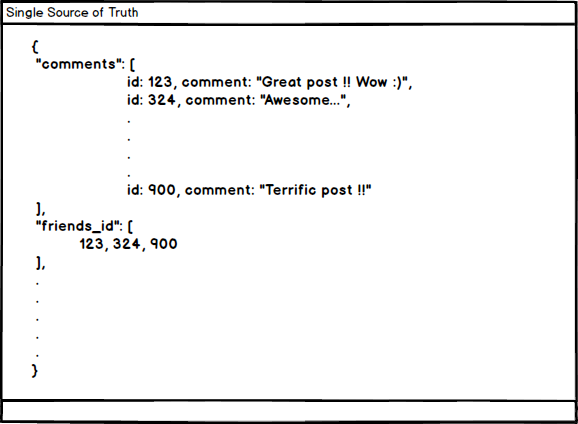 Single Source of Truth
{
"comments": [
id: 123, comment: "Great post !! Wow :)",
id: 324, comment: "Awesome...",
.
.
.
.
id: 900, comment: "Terrific post !!"
],
"friends_id": [
123, 324, 900
],
.
.
.
.
.
}